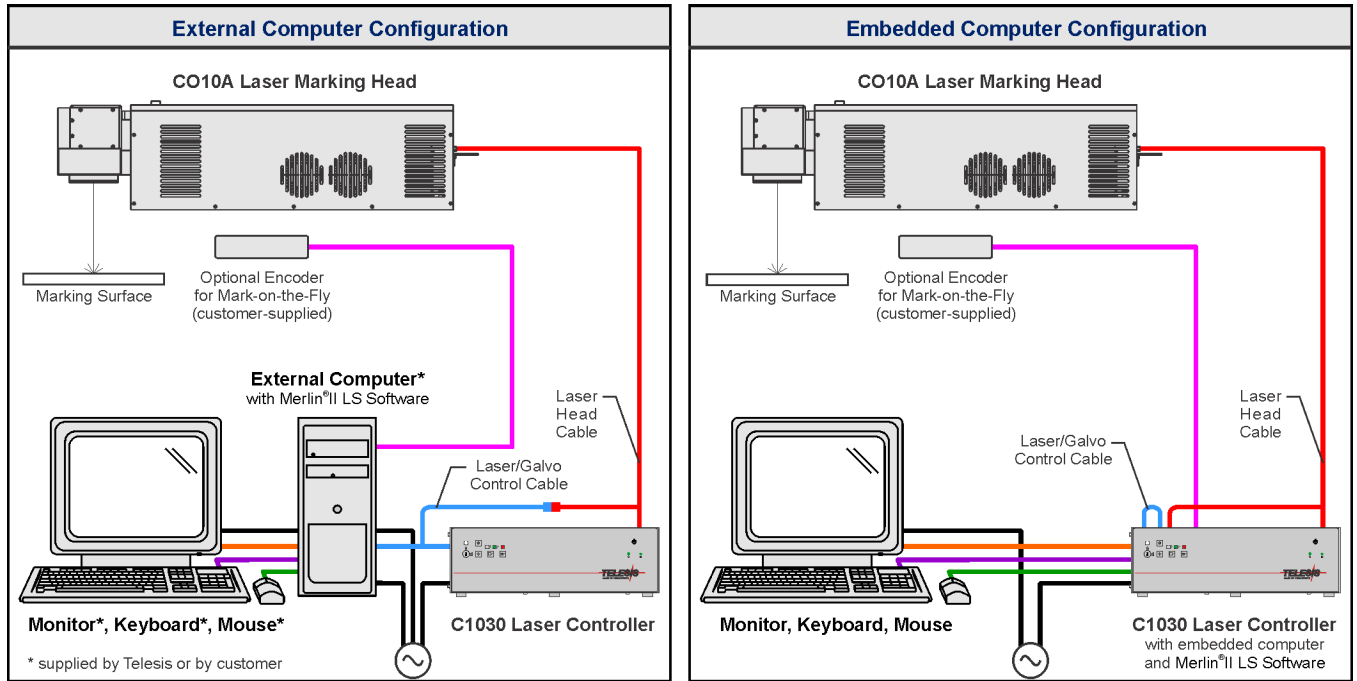 External Computer Configuration
CO10A Laser Marking Head
Marking Surface
Optional Encoder
for Mark-on-the-Fly
(customer-supplied)
External Computer*
with Merlin®II LS Software
Laser
Head
Cable
Laser/Galvo
Control Cable
TELESIS
Monitor*, Keyboard*, Mouse*
C1030 Laser Controller
* supplied by Telesis or by customer
Embedded Computer Configuration
CO10A Laser Marking Head
Marking Surface
Optional Encoder
for Mark-on-the-Fly
(customer-supplied)
Laser
Head
Cable
Laser/Galvo
Control Cable
TELESIS
Monitor, Keyboard, Mouse
C1030 Laser Controller
with embedded computer
and Merlin®II LS Software